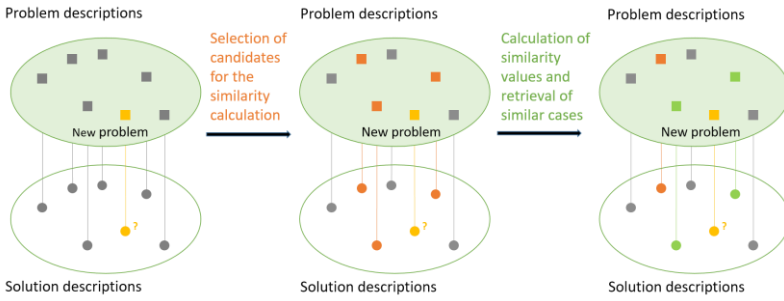 Problem descriptions
New problem
?
Solution descriptions
Selection of
candidates
for the
similarity
calculation
Problem descriptions
New problem
?
Solution descriptions
Calculation of
similarity
values and
retrieval of
similar cases
Problem descriptions
New problem
?
Solution descriptions